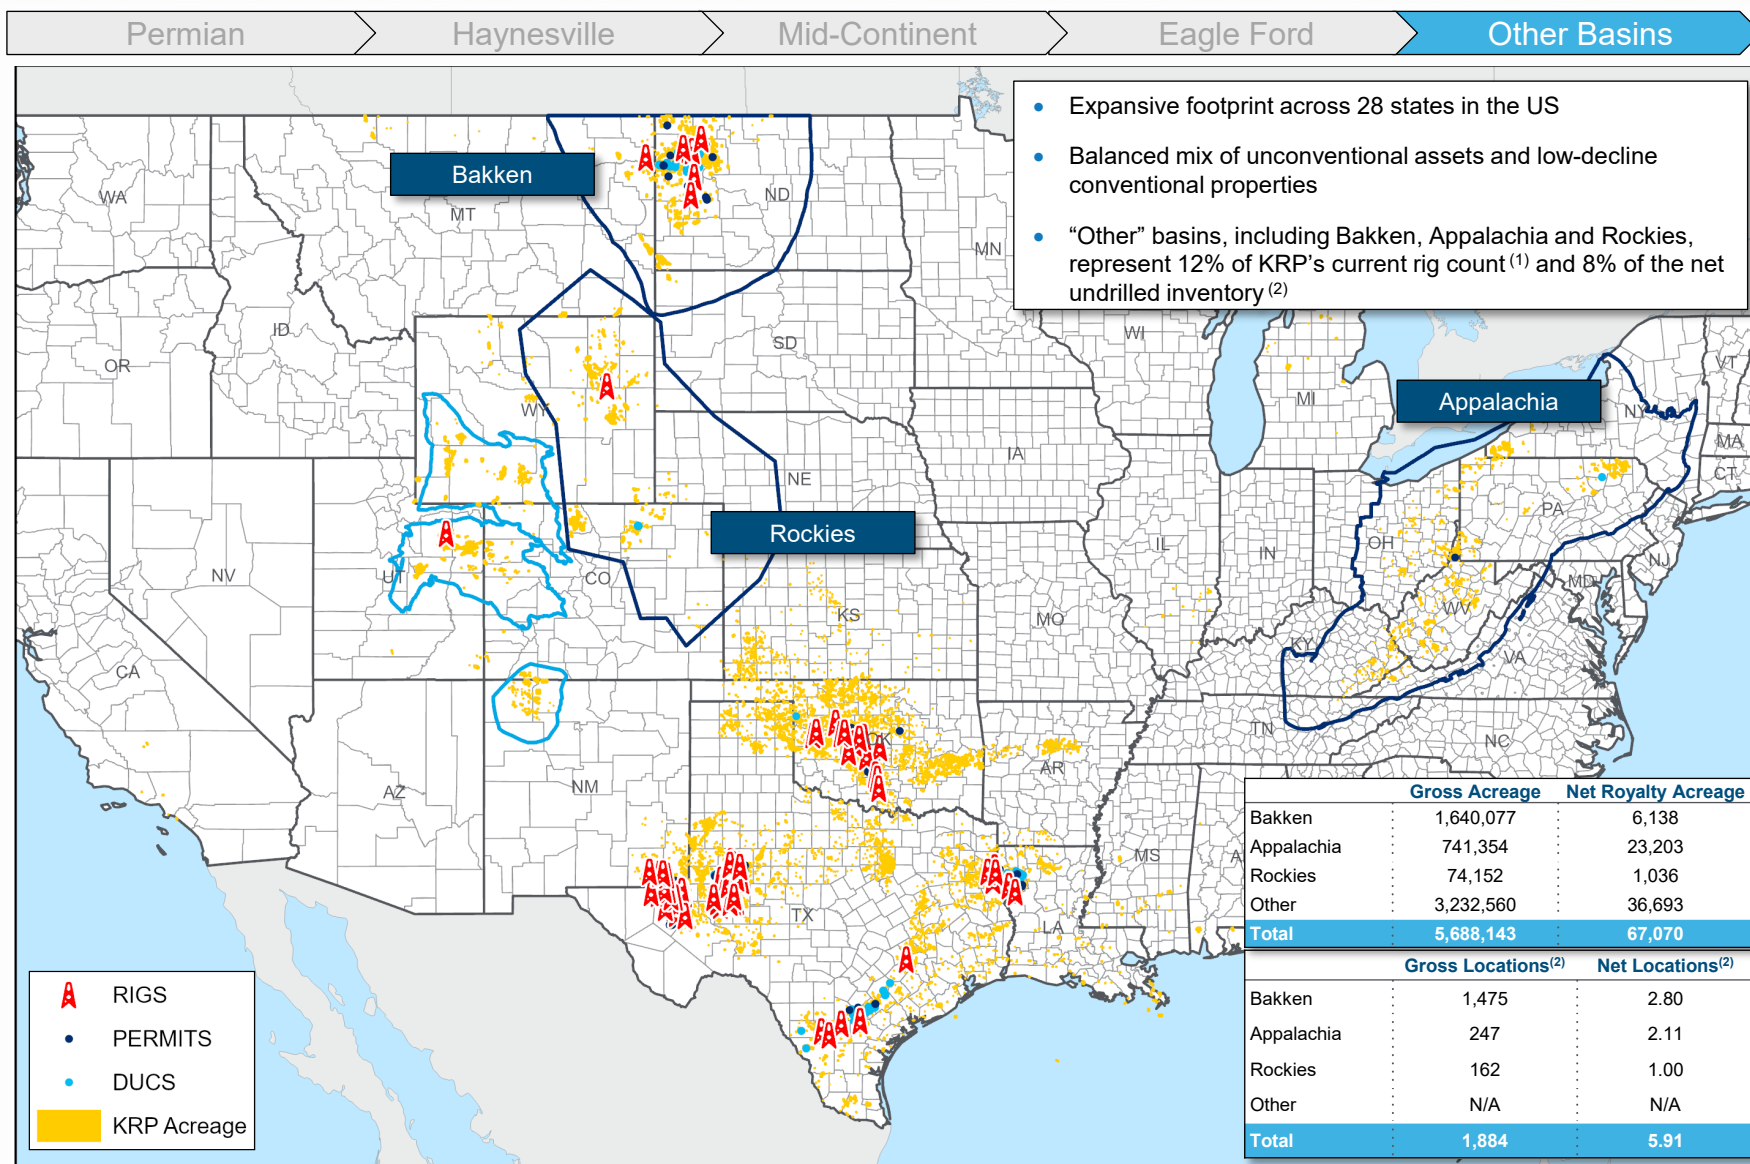 Permian
Haynesville
Mid-Continent
Eagle Ford
Other Basins
• Expansive footprint across 28 states in the US
• Balanced mix of unconventional assets and low-decline
conventional properties
• “Other” basins, including Bakken, Appalachia and Rockies,
represent 12% of KRP’s current rig count (1) and 8% of the net
undrilled inventory (2)
Bakken
Appalachia
Rockies
WA
MT
ND
MN
OR
ID
SD
WI
MI
NY
VT
MA
CT
WY
NE
IA
PA
NJ
NV
UT
CO
IL
IN
OH
MD
WV
KS
MO
KY
VA
CA
TN
NC
AZ
NM
OK
AR
TX
LA
MS
A
RIGS
PERMITS
DUCS
KRP Acreage
Gross Acreage Net Royalty Acreage
Bakken 1,640,077 6,138
Appalachia 741,354 23,203
Rockies 74,152 1,036
Other 3,232,560 36,693
Total 5,688,143 67,070
Gross Locations(2) Net Locations(2)
Bakken 1,475 2.80
Appalachia 247 2.11
Rockies 162 1.00
Other N/A N/A
Total 1,884 5.91